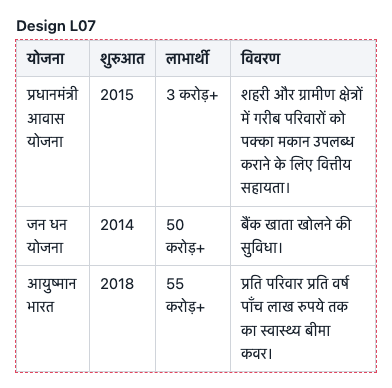 Design L07
योजना शुरुआत लाभार्थी विवरण
प्रधानमंत्री 2015 3 करोड़+ शहरी और ग्रामीण क्षेत्रों
आवास में गरीब परिवारों को
योजना पक्का मकान उपलब्ध
कराने के लिए वित्तीय
सहायता।
जन धन 2014 50 बैंक खाता खोलने की
योजना करोड़+ सुविधा।
आयुष्मान 2018 55 प्रति परिवार प्रति वर्ष
भारत करोड़+ पाँच लाख रुपये तक
का स्वास्थ्य बीमा
कवर।